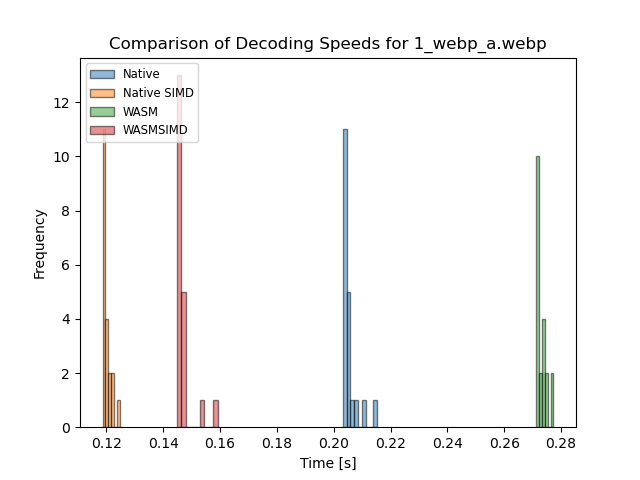 Comparison of Decoding Speeds for 1_webp_a.webp
Native
Native SIMD
WASM
WASMSIMD
12
10
8
6
4
2
0
Frequency
0.12 0.14 0.16 0.18 0.20 0.22 0.24 0.26 0.28
Time [s]